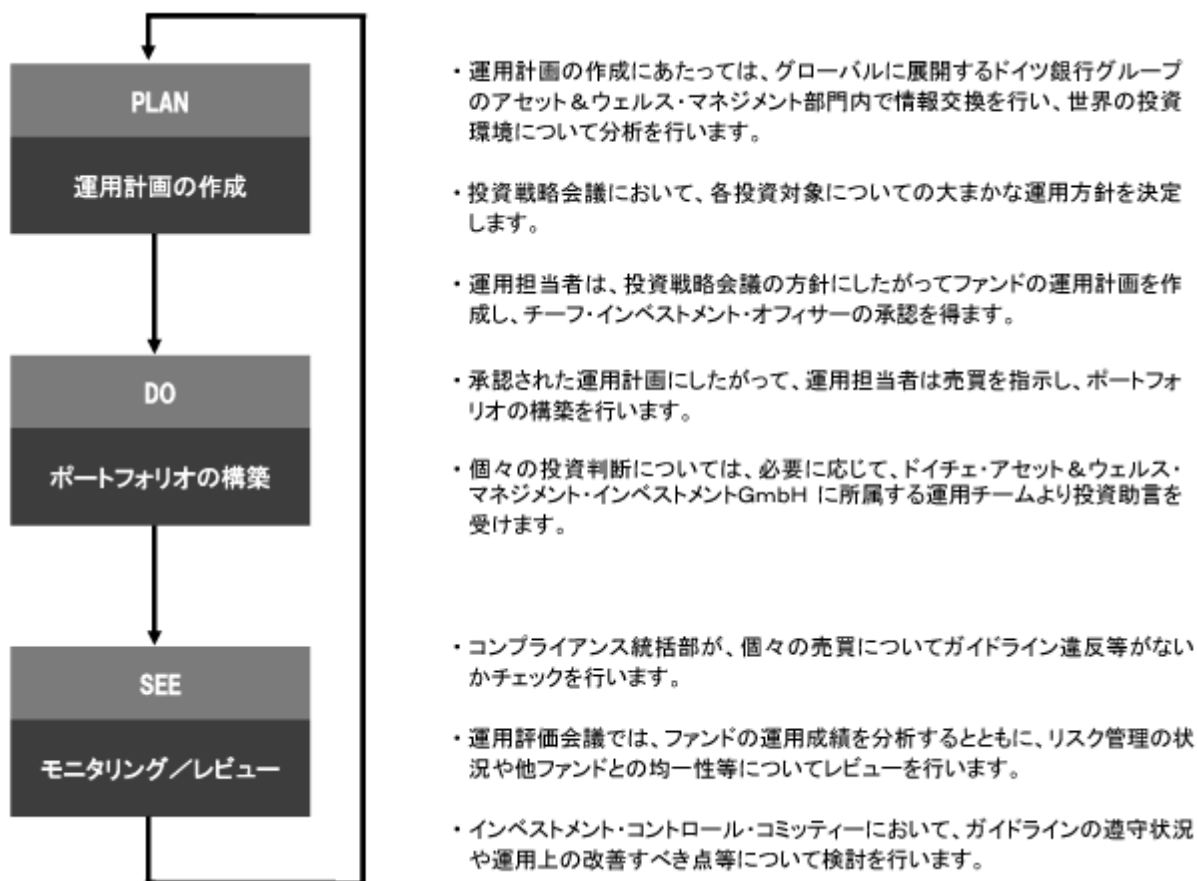 PLAN
運用計画の作成
・運用計画の作成にあたっては、グローバルに展開するドイツ銀行グループ
のアセット＆ウェルス・マネジメント部門内で情報交換を行い、世界の投資
環境について分析を行います。
・投資戦略会議において、各投資対象についての大まかな運用方針を決定
します。
・運用担当者は、投資戦略会議の方針にしたがってファンドの運用計画を作
成し、チーフ・インベストメント・オフィサーの承認を得ます。
DO
ポートフォリオの構築
・承認された運用計画にしたがって、運用担当者は売買を指示し、ポートフォ
リオの構築を行います。
・個々の投資判断については、必要に応じて、ドイチェ・アセット＆ウェルス・
マネジメント・インベストメントGmbH に所属する運用チームより投資助言を
受けます。
SEE
モニタリング／レビュー
・コンプライアンス統括部が、個々の売買についてガイドライン違反等がない
かチェックを行います。
・運用評価会議では、ファンドの運用成績を分析するとともに、リスク管理の状
況や他ファンドとの均一性等についてレビューを行います。
・インベストメント・コントロール・コミッティーにおいて、ガイドラインの遵守状況
や運用上の改善すべき点等について検討を行います。